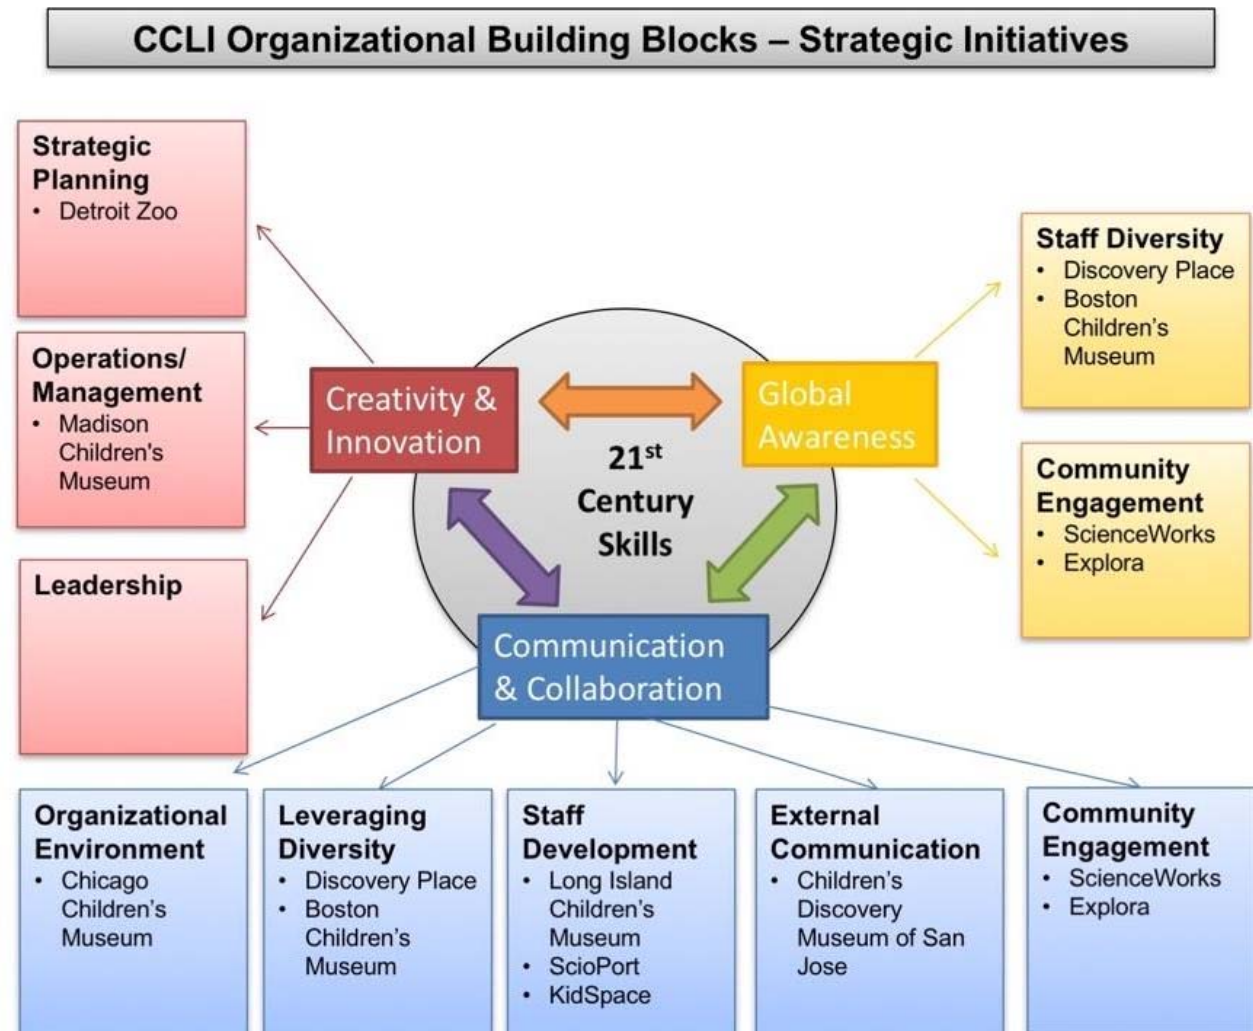 CCLI Organizational Building Blocks – Strategic Initiatives
Strategic
Planning
• Detroit Zoo
Operations/
Management
• Madison
Children's
Museum
Leadership
Creativity &
Innovation
21st
Century
Skills
Global
Awareness
Communication
& Collaboration
Staff Diversity
• Discovery Place
• Boston
Children’s
Museum
Community
Engagement
• ScienceWorks
• Explora
Organizational
Environment
• Chicago
Children’s
Museum
Leveraging
Diversity
• Discovery Place
• Boston
Children’s
Museum
Staff
Development
• Long Island
Children’s
Museum
• ScioPort
• KidSpace
External
Communication
• Children’s
Discovery
Museum of San
Jose
Community
Engagement
• ScienceWorks
• Explora